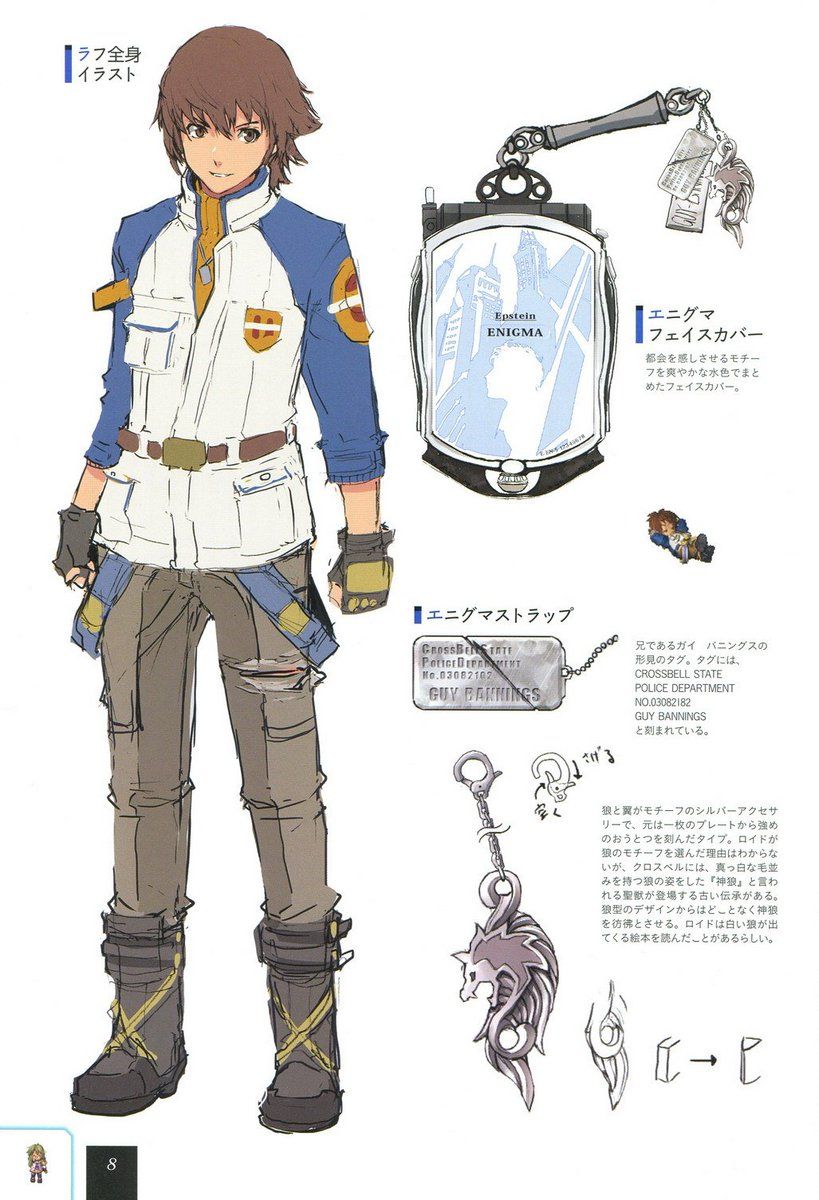 ラフ全身
イラスト
Epstein
ENIGMA
CROSSBELL STATE
POLICE DEPARTMENT
GUY BANNINGS
エニグマ
フェイスカバー
都会を感じさせるモチー
フを爽やかな水色でまと
めたフェイスカバー。
エニグマストラップ
CROSSBELLSTATE
POLICEDEPARTMENT
No.03082182
GUY BANNINGS
兄であるガイ バニングスの
形見のタグ。タグには、
CROSSBELL STATE
POLICE DEPARTMENT
NO.03082182
GUY BANNINGS
と刻まれている。
さげる
空く
狼と翼がモチーフのシルバーアクセサ
リーで、元は一枚のプレートから強め
のおうとつを刻んだタイプ。ロイドが
狼のモチーフを選んだ理由はわからな
いが、クロスベルには、真っ白な毛並
みを持つ狼の姿をした『神狼』と言わ
れる聖獣が登場する古い伝承がある。
狼型のデザインからはどことなく神狼
を彷彿とさせる。ロイドは白い狼が出
てくる絵本を読んだことがあるらしい。
8